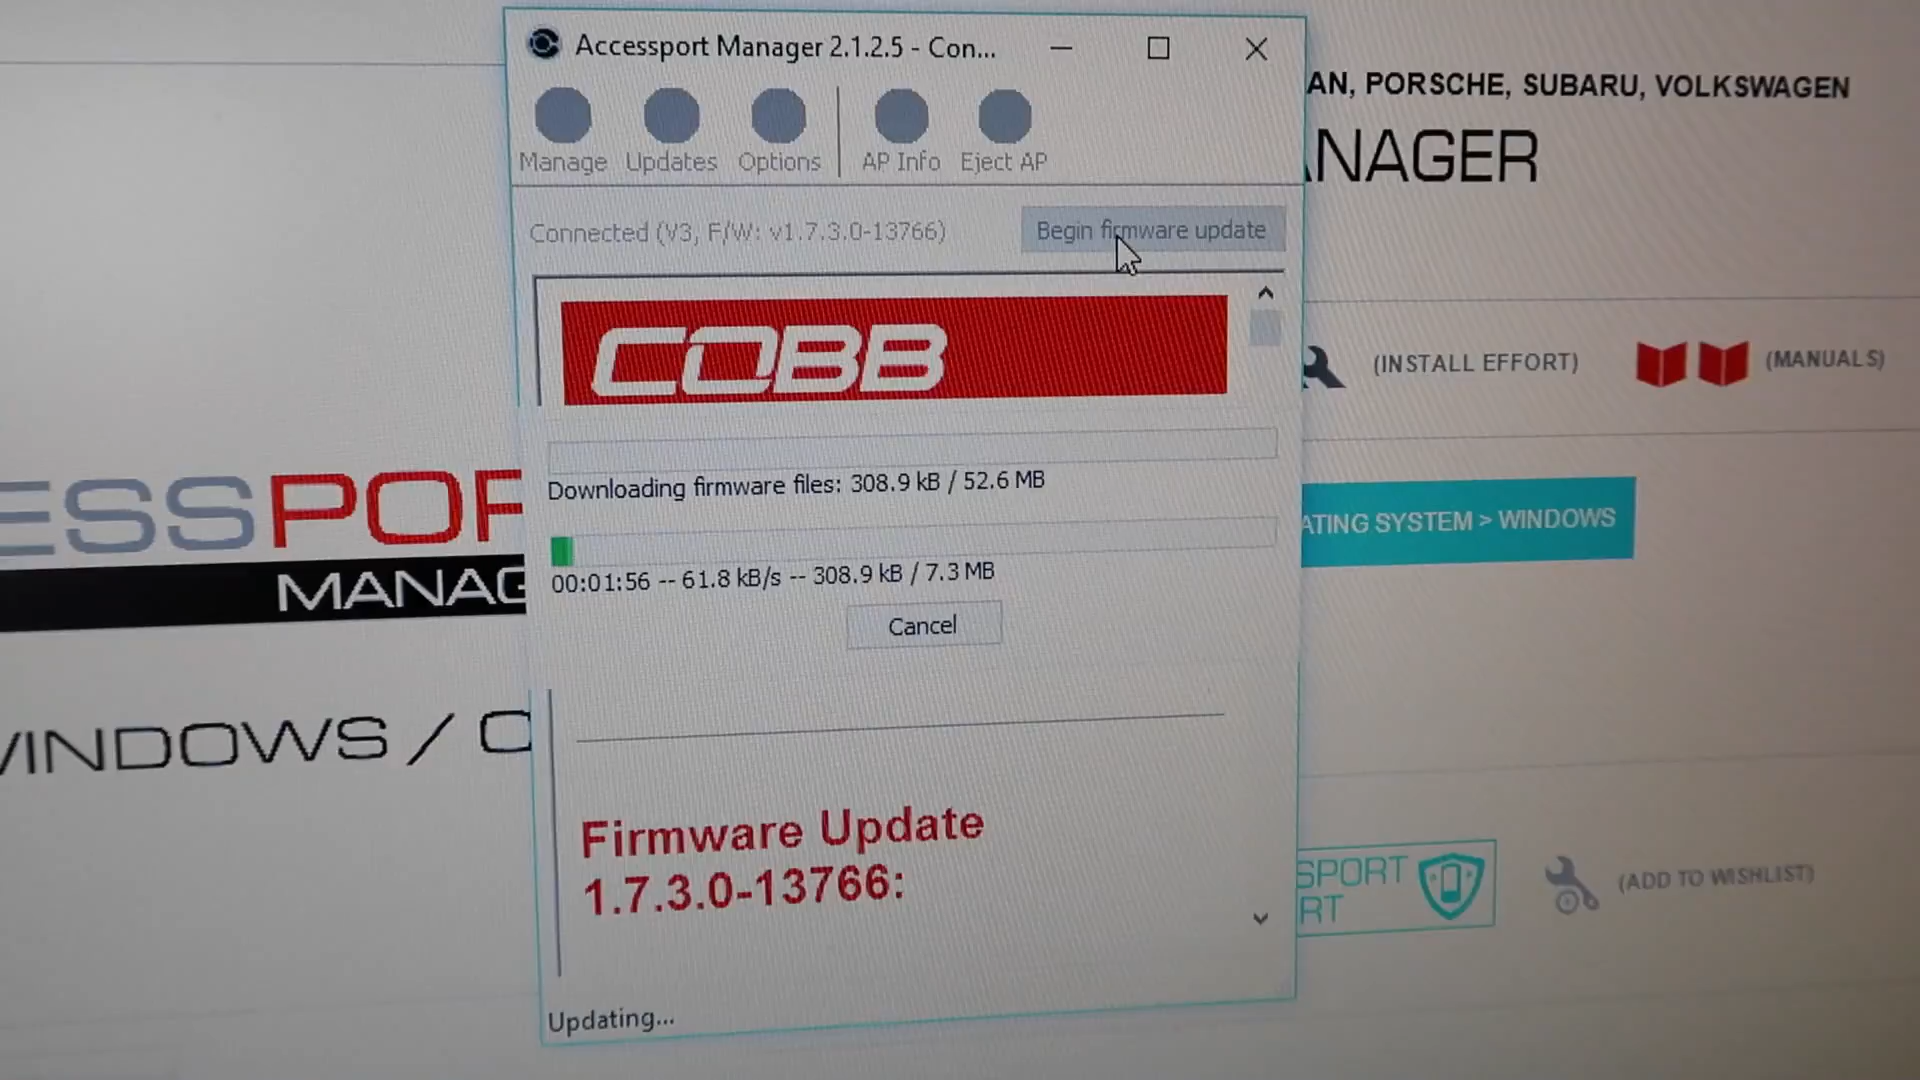 Accessport Manager 2.1.2.5 - Con...
Manage Updates Options AP Info Eject AP
Connected (V3, F/W: v1.7.3.0-13766) Begin firmware update
COBB
Downloading firmware files: 308.9 kB / 52.6 MB
00:01:56 -- 61.8 kB/s -- 308.9 kB / 7.3 MB
Cancel
Firmware Update
1.7.3.0-13766:
Updating...
AN, PORSCHE, SUBARU, VOLKSWAGEN
NAGER
(INSTALL EFFORT) (MANUALS)
ESSPOR
MANAG
ATING SYSTEM > WINDOWS
WINDOWS /
SPORT
RT
(ADD TO WISHLIST)